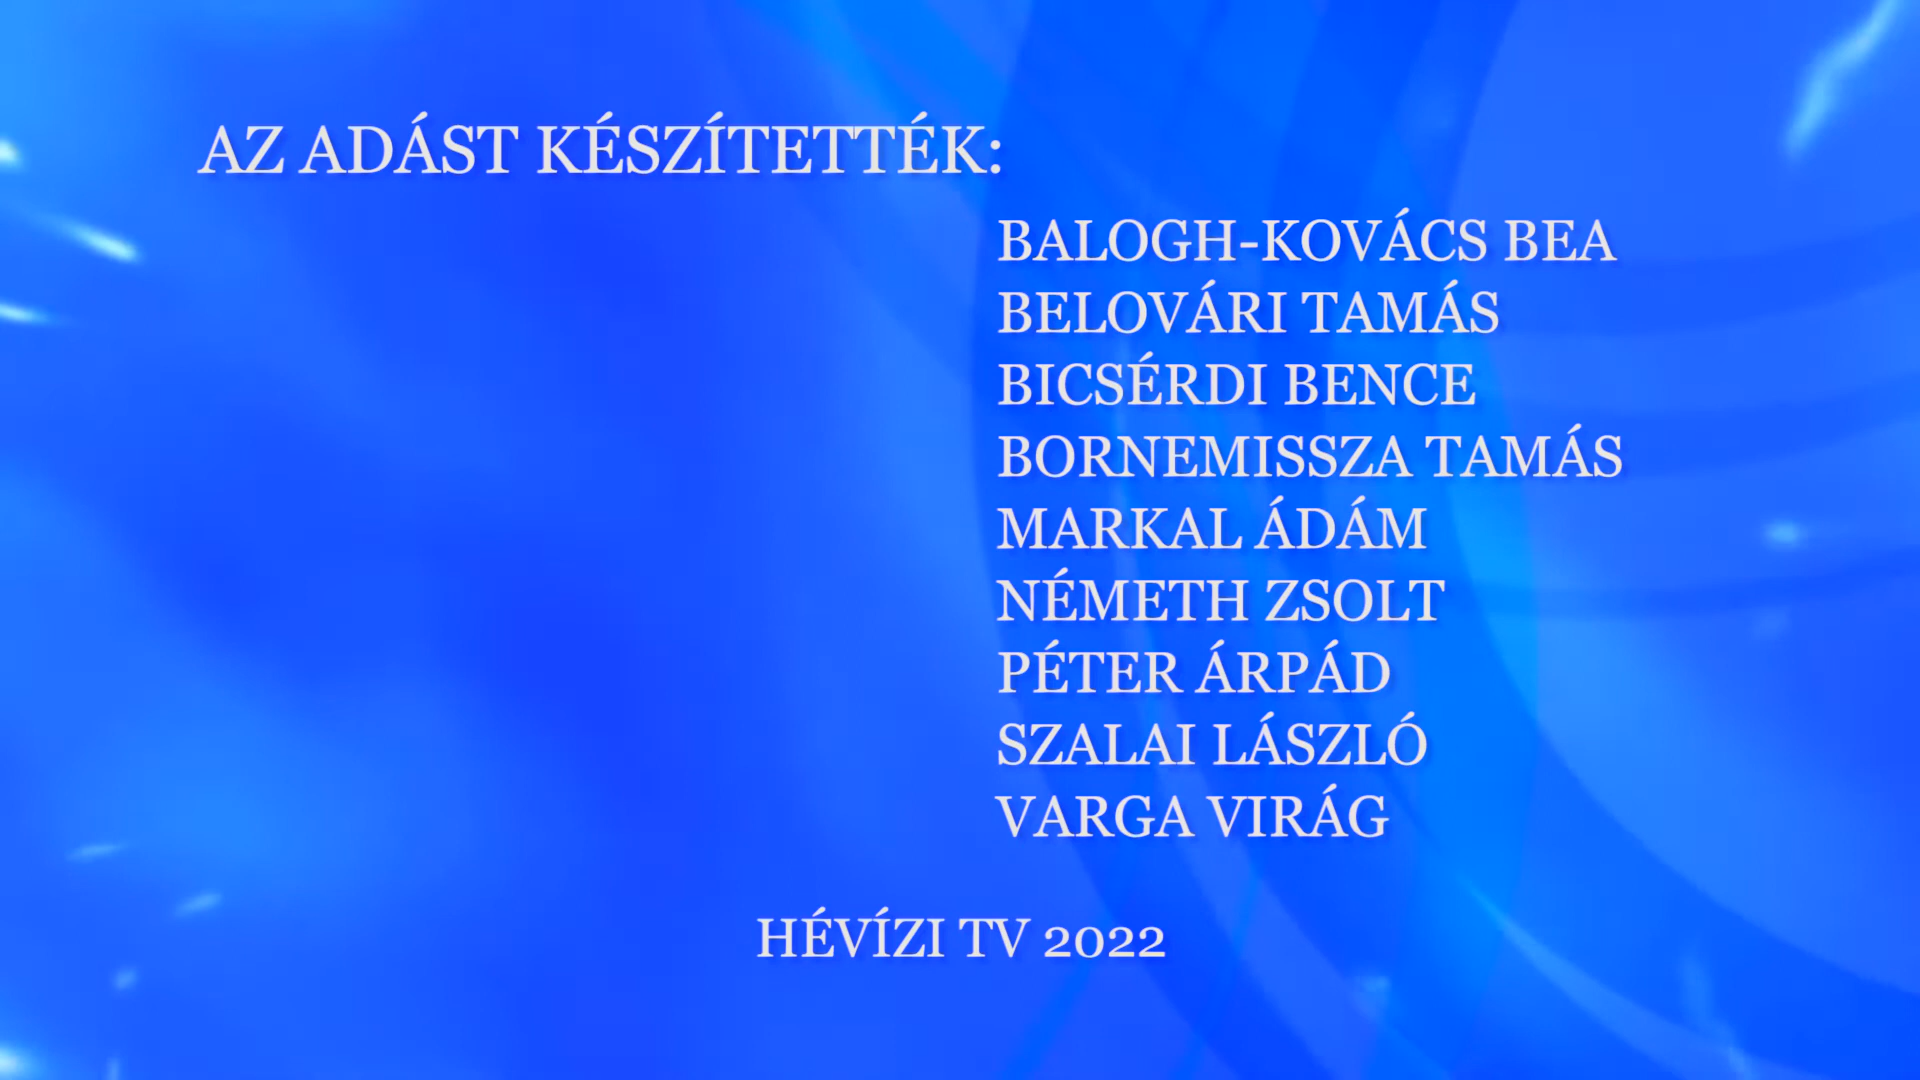 AZ ADÁST KÉSZÍTETTÉK:
BALOGH-KOVÁCS BEA
BELOVÁRI TAMÁS
BICSÉRDI BENCE
BORNEMISSZA TAMÁS
MARKAL ÁDÁM
NÉMETH ZSOLT
PÉTER ÁRPÁD
SZALAI LÁSZLÓ
VARGA VIRÁG
HÉVÍZI TV 2022